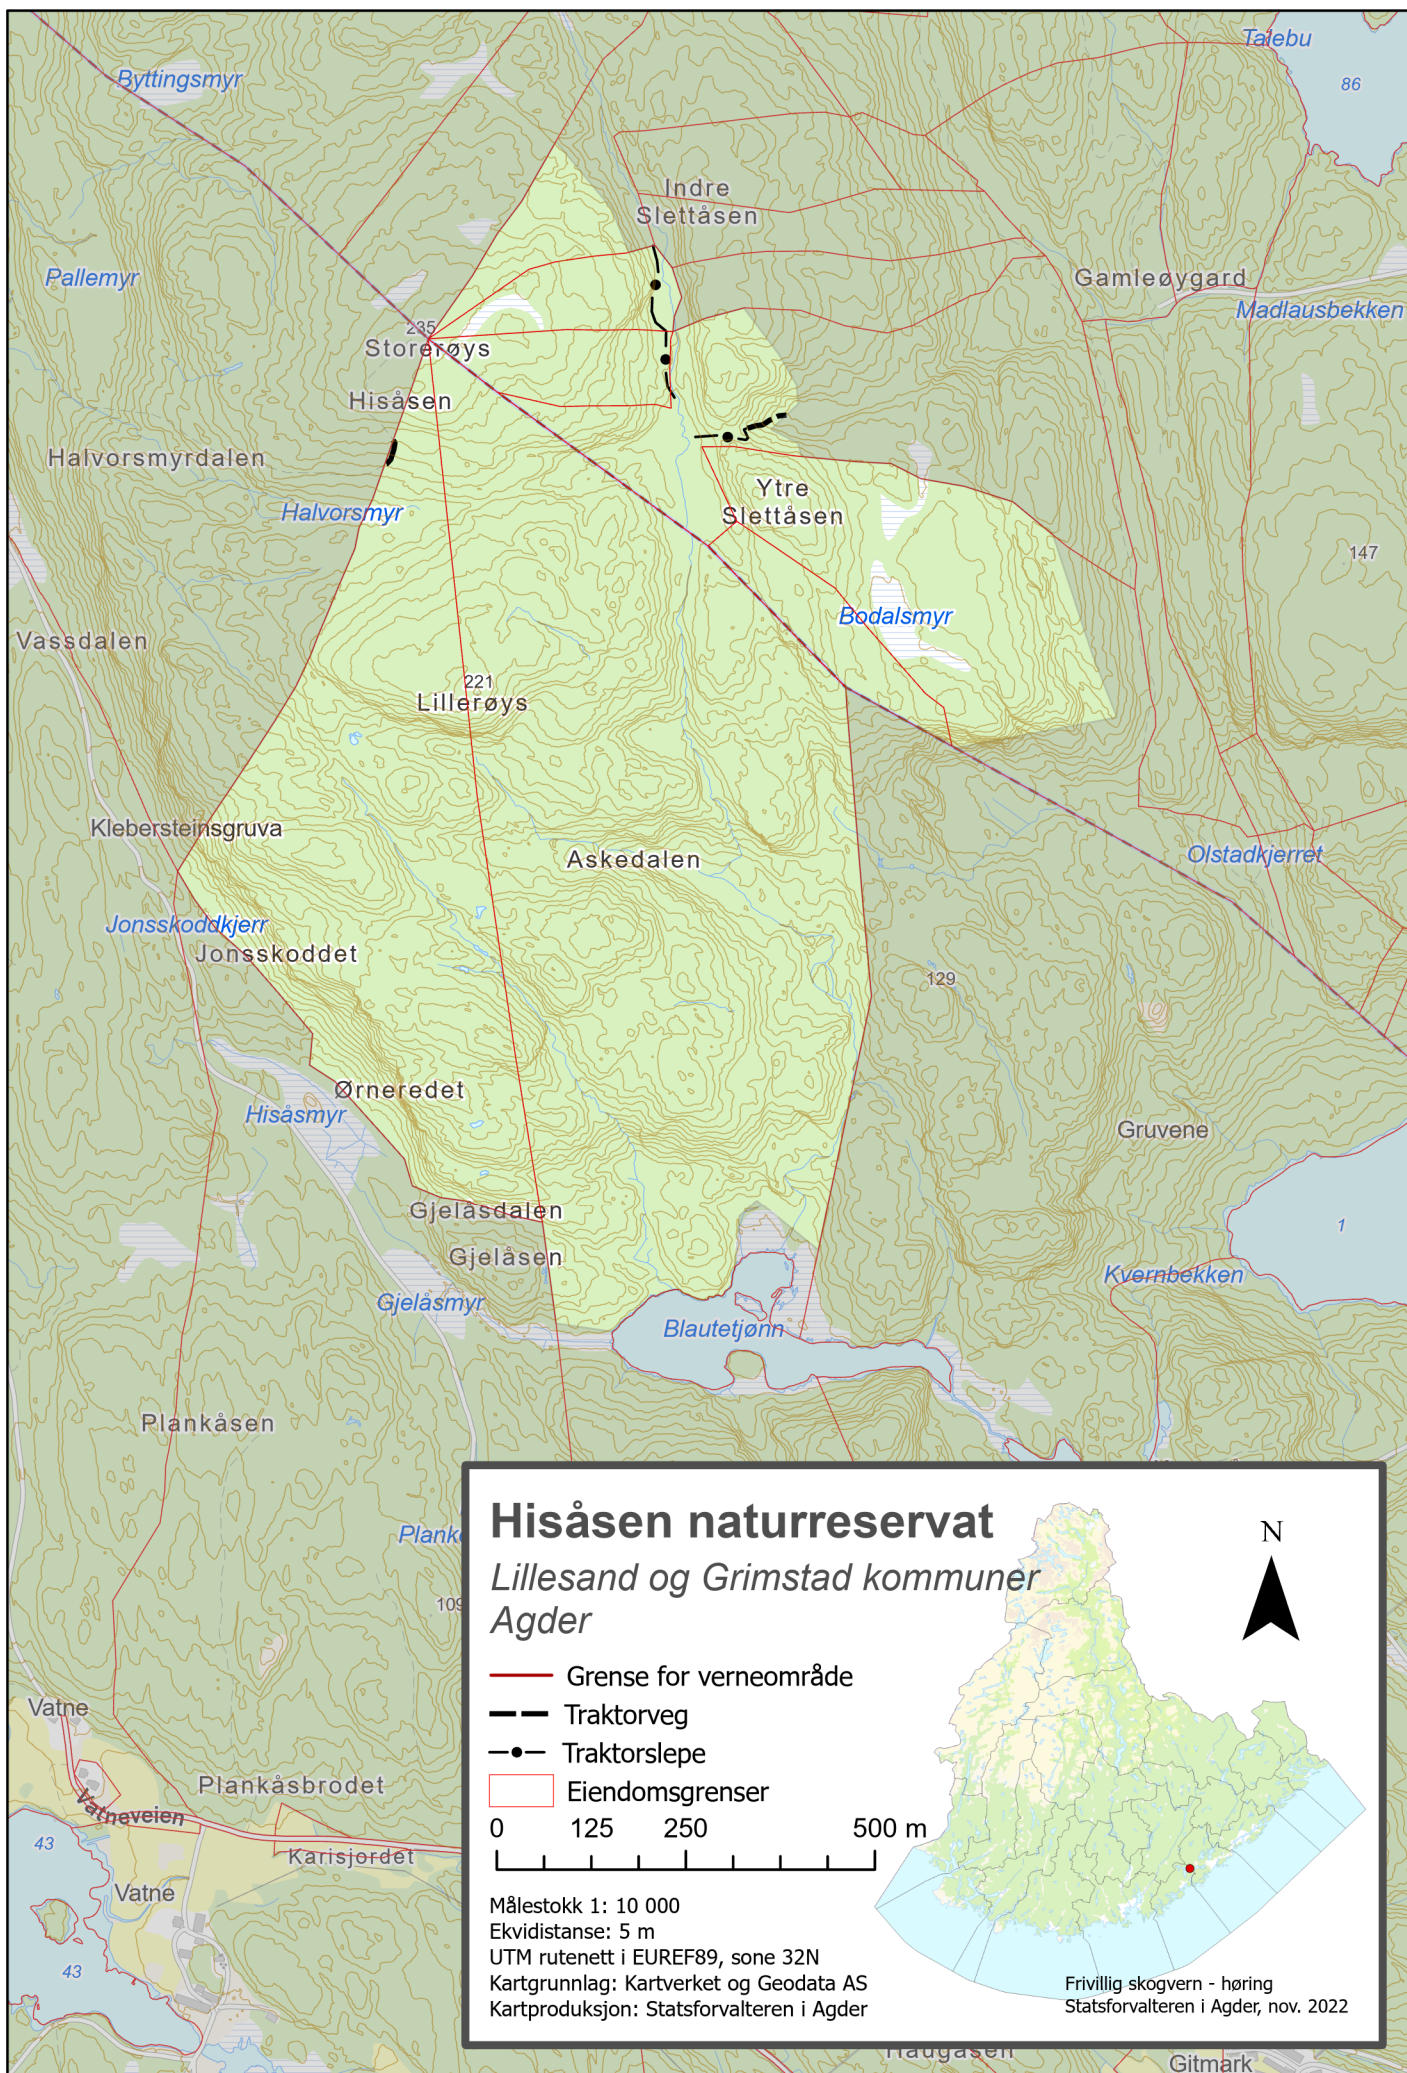 Talebu
Byttingsmyr
86
Indre
Slettåsen
Pallemyr
Gamleøygard
Madlausbekken
235
Storerøys
Hisåsen
Halvorsmyrdalen
Ytre
Slettåsen
Halvorsmyr
147
Bodalsmyr
Vassdalen
221
Lillerøys
Klebersteinsgruva
Askedalen
Olstadkjerret
Jonsskoddkjerr
Jonsskoddet
129
Ørneredet
Hisåsmyr
Gruvene
Gjelåsdalen
1
Gjelåsen
Kvernbekken
Gjelåsmyr
Blautetjønn
Plankåsen
Planke
109
Vatne
Plankåsbrodet
Vatneveien
43
Karisjordet
Vatne
43
Hisåsen naturreservat
Lillesand og Grimstad kommuner
Agder
N
Grense for verneområde
Traktorveg
Traktorslepe
Eiendomsgrenser
0 125 250 500 m
Målestokk 1: 10 000
Ekvidistanse: 5 m
UTM rutenett i EUREF89, sone 32N
Kartgrunnlag: Kartverket og Geodata AS
Kartproduksjon: Statsforvalteren i Agder
Frivillig skogvern - høring
Statsforvalteren i Agder, nov. 2022
Haugåsen
Gitmark